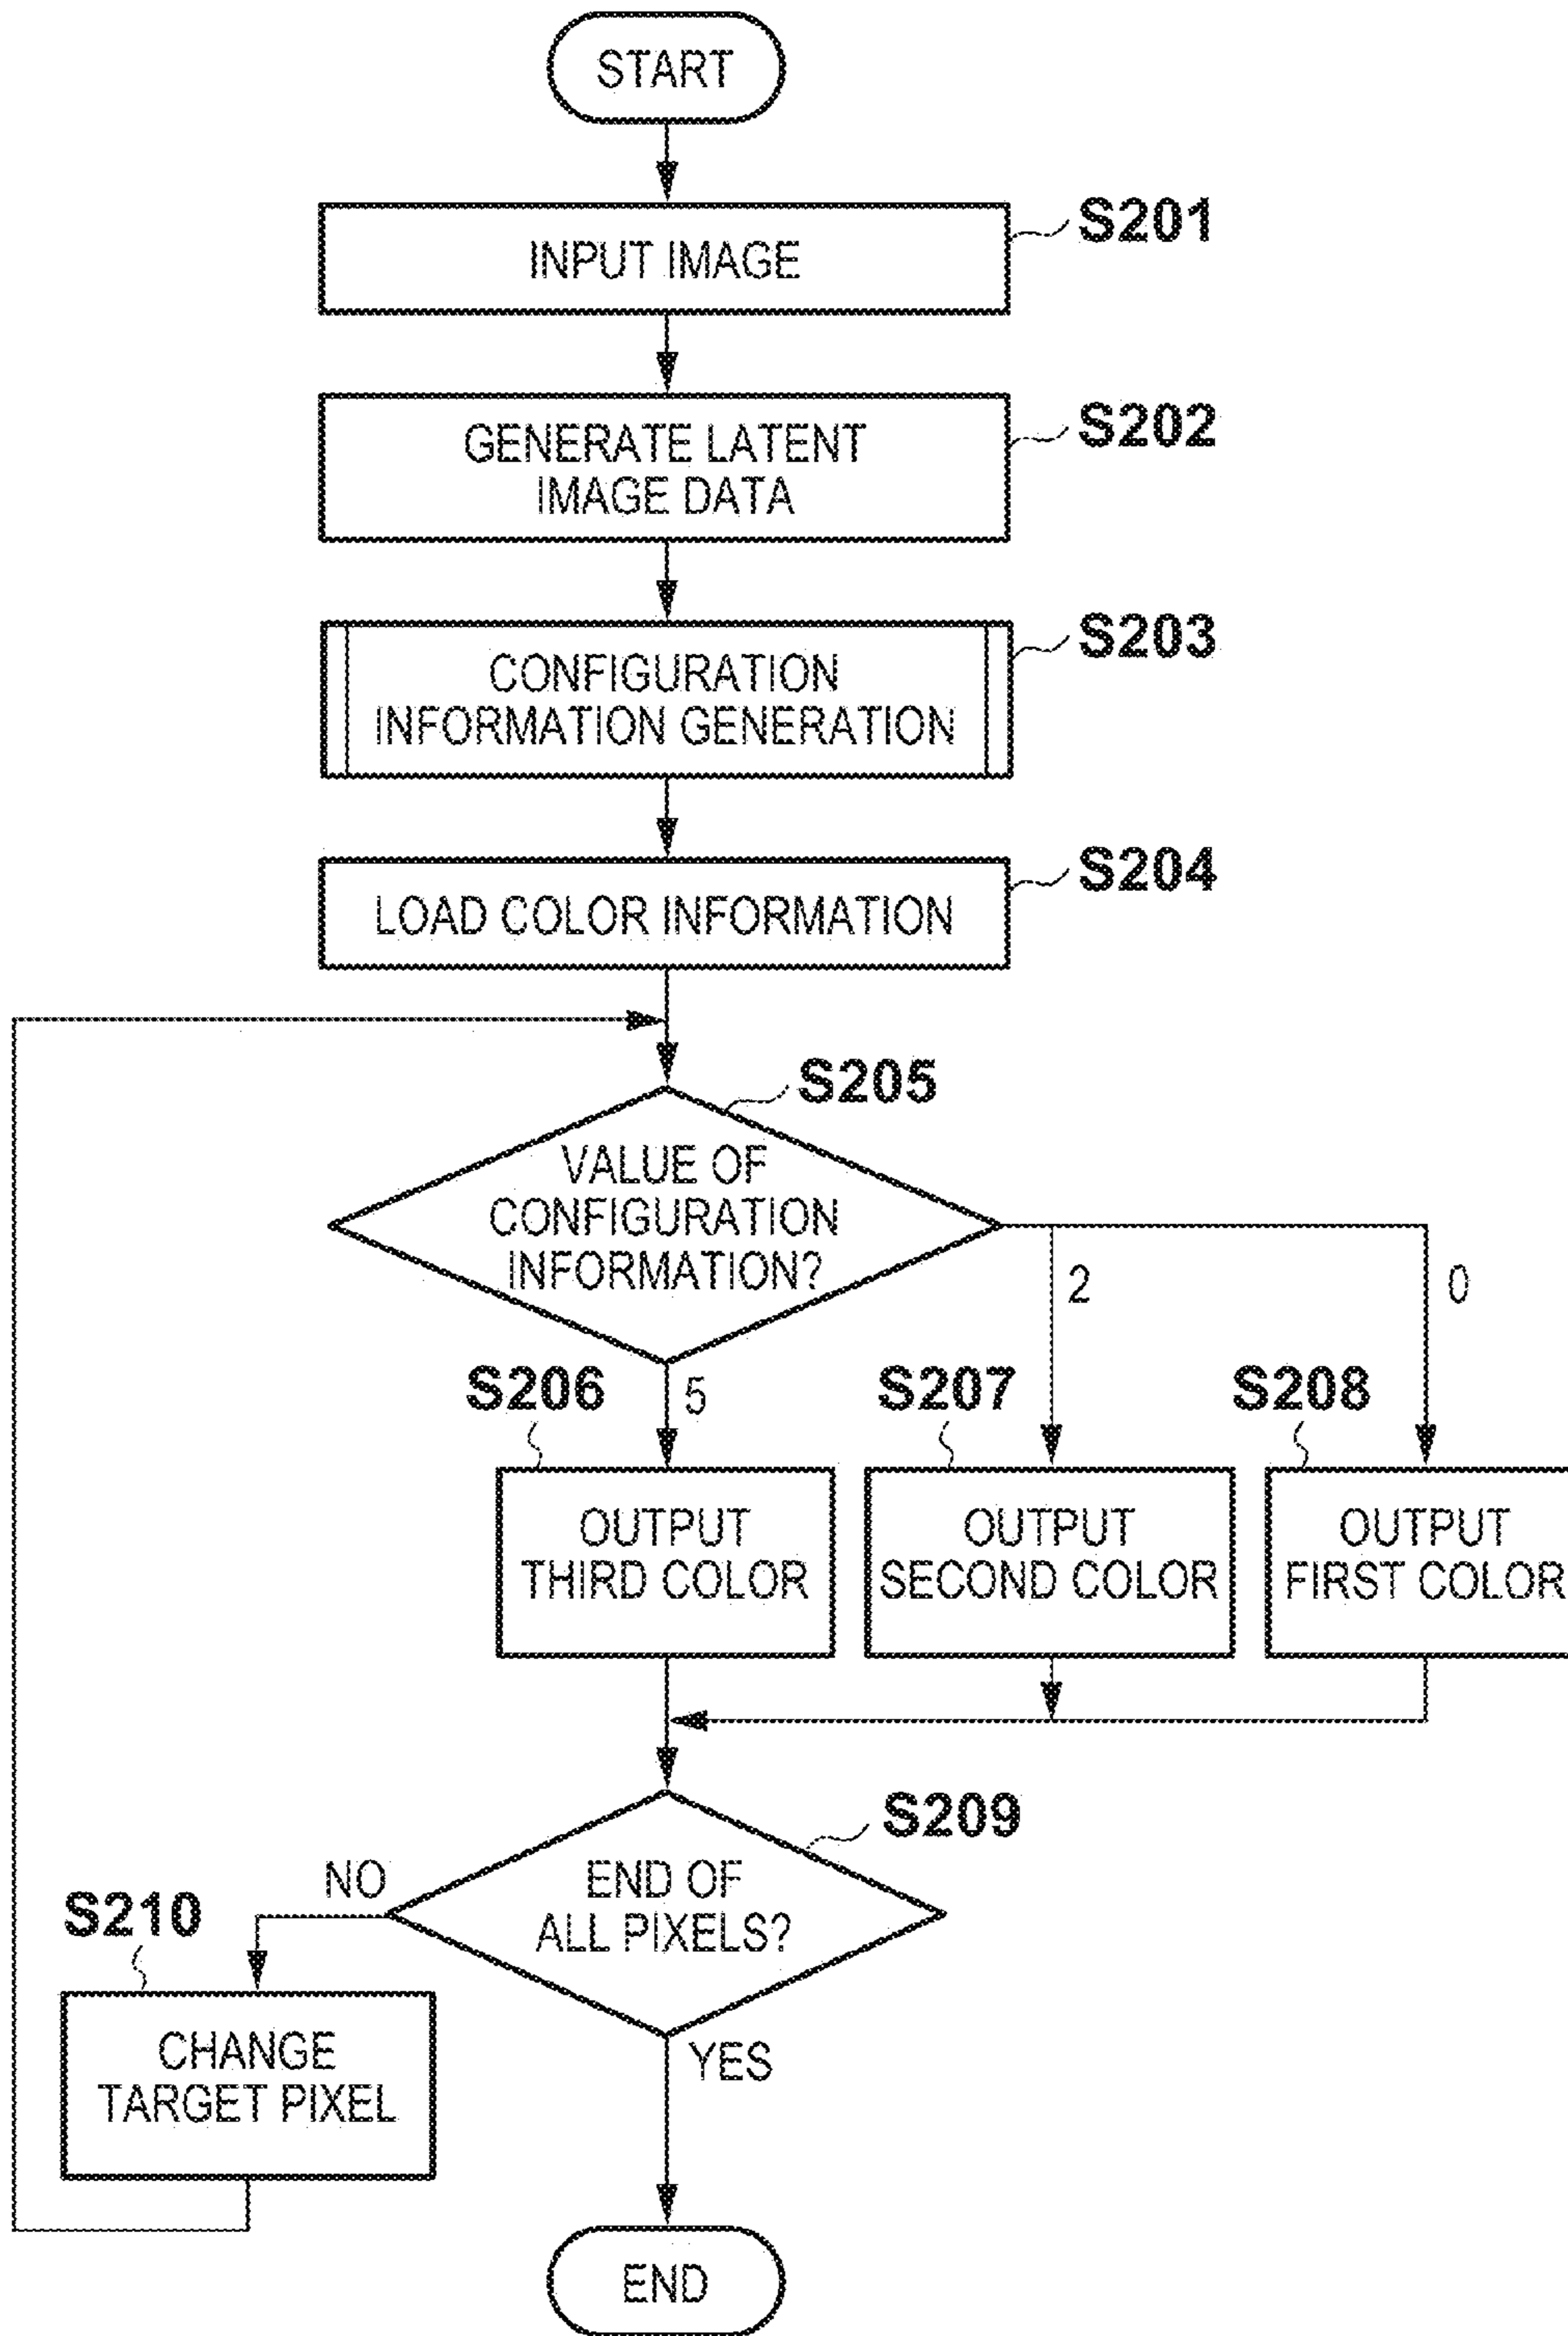 START
S201
INPUT IMAGE
S202
GENERATE LATENT
IMAGE DATA
S203
CONFIGURATION
INFORMATION GENERATION
S204
LOAD COLOR INFORMATION
S205
VALUE OF
CONFIGURATION
INFORMATION?
2
0
S206
5
S207
S208
OUTPUT
THIRD COLOR
OUTPUT
SECOND COLOR
OUTPUT
FIRST COLOR
S209
END OF
ALL PIXELS?
NO
S210
CHANGE
TARGET PIXEL
YES
END